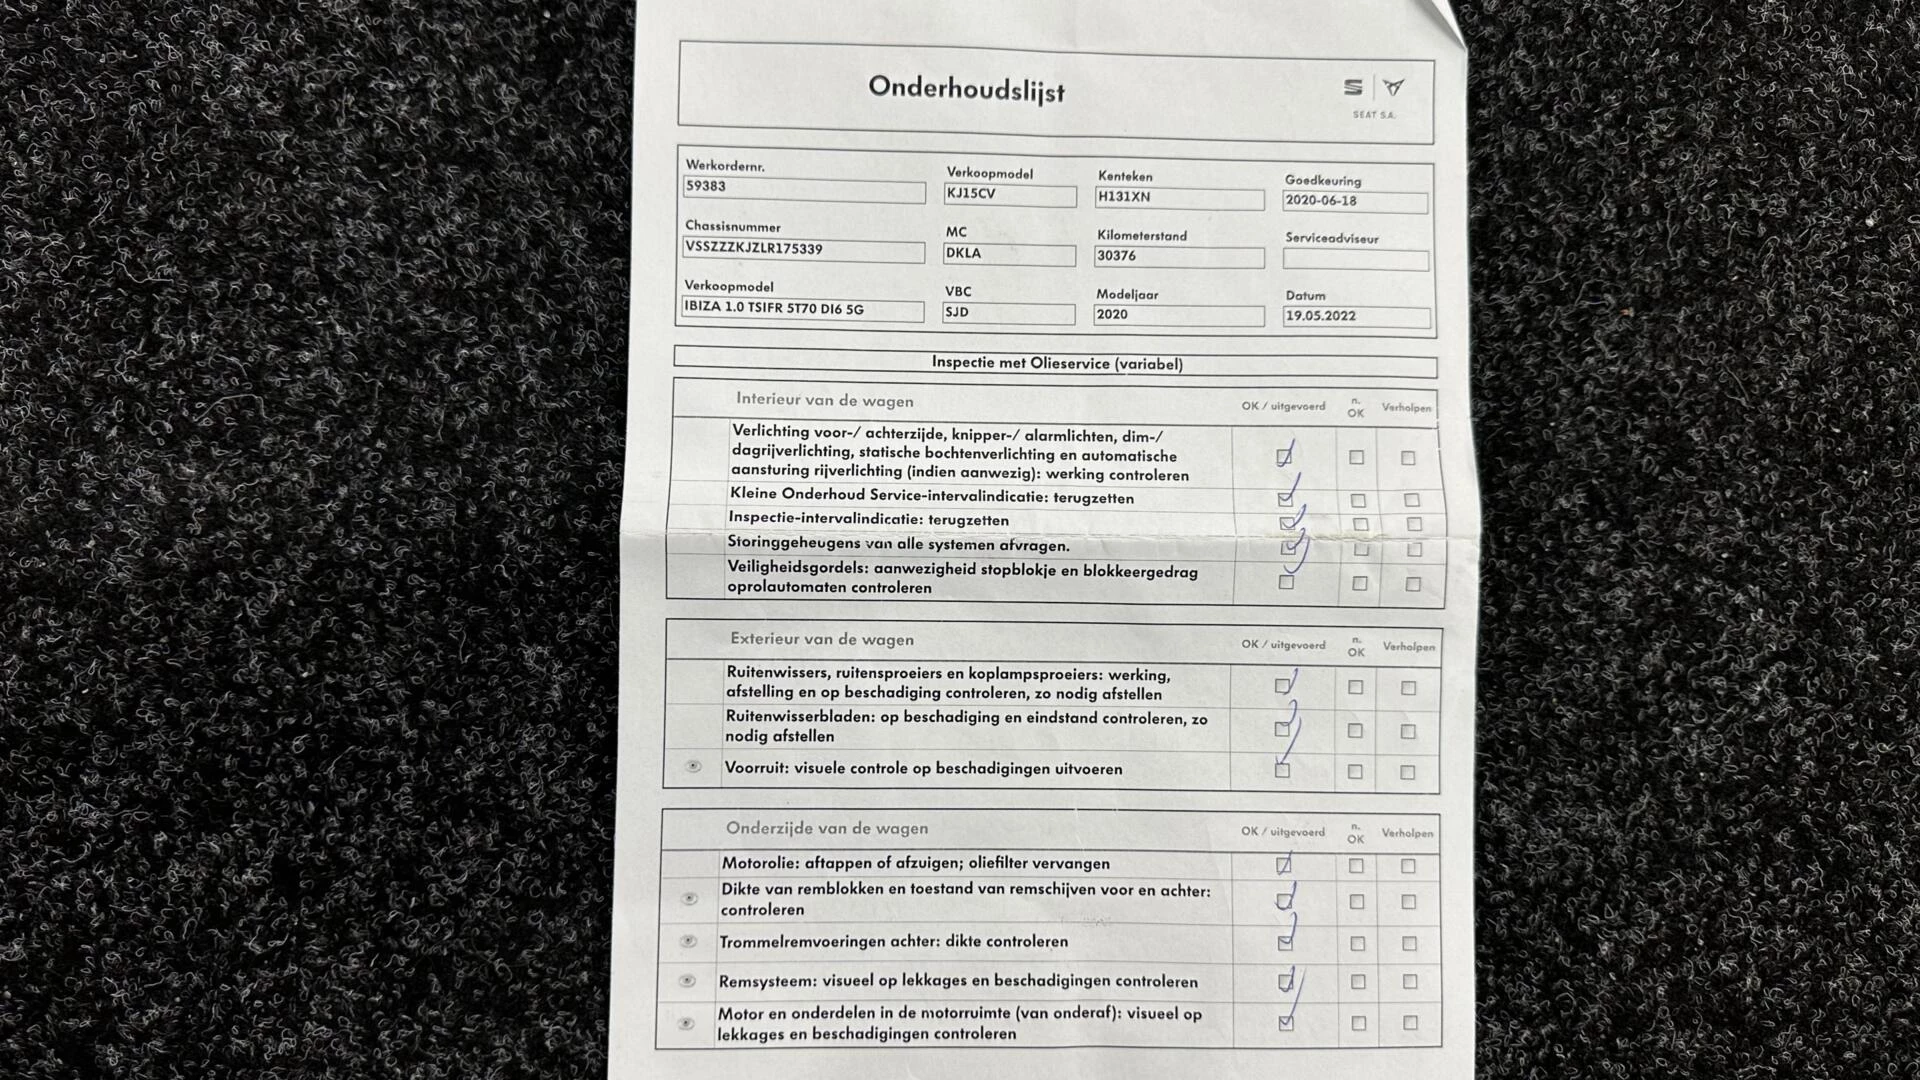 Onderhoudslijst
SEAT S.A.
Werkordernr.
59383
Verkoopmodel
KJ15CV
Kenteken
H131XN
Goedkeuring
2020-06-18
Chassisnummer
VSSZZZKJZLR175339
MC
DKLA
Kilometerstand
30376
Serviceadviseur
Verkoopmodel
IBIZA 1.0 TSIFR 5T70 DI6 5G
VBC
SJD
Modeljaar
2020
Datum
19.05.2022
Inspectie met Olieservice (variabel)
Interieur van de wagen
OK / uitgevoerd
n.
OK
Verholpen
Verlichting voor-/ achterzijde, knipper-/ alarmlichten, dim-/
dagrijverlichting, statische bochtenverlichting en automatische
aansturing rijverlichting (indien aanwezig): werking controleren
Kleine Onderhoud Service-intervalindicatie: terugzetten
Inspectie-intervalindicatie: terugzetten
Storinggeheugens van alle systemen afvragen.
Veiligheidsgordels: aanwezigheid stopblokje en blokkeergedrag
oprolautomaten controleren
Exterieur van de wagen
OK / uitgevoerd
n.
OK
Verholpen
Ruitenwissers, ruitensproeiers en koplampsproeiers: werking,
afstelling en op beschadiging controleren, zo nodig afstellen
Ruitenwisserbladen: op beschadiging en eindstand controleren, zo
nodig afstellen
Voorruit: visuele controle op beschadigingen uitvoeren
Onderzijde van de wagen
OK / uitgevoerd
n.
OK
Verholpen
Motorolie: aftappen of afzuigen; oliefilter vervangen
Dikte van remblokken en toestand van remschijven voor en achter:
controleren
Trommelremvoeringen achter: dikte controleren
Remsysteem: visueel op lekkages en beschadigingen controleren
Motor en onderdelen in de motorruimte (van onderaf): visueel op
lekkages en beschadigingen controleren